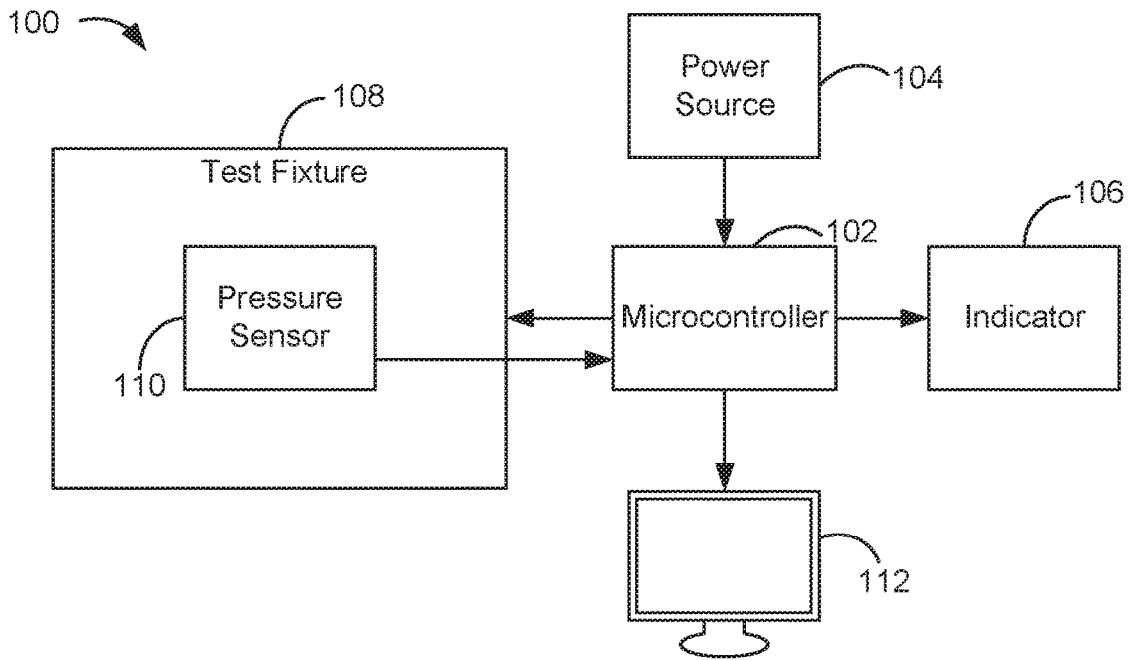 100
Power
Source
104
108
Test Fixture
106
102
Pressure
Sensor
Microcontroller
Indicator
110
112